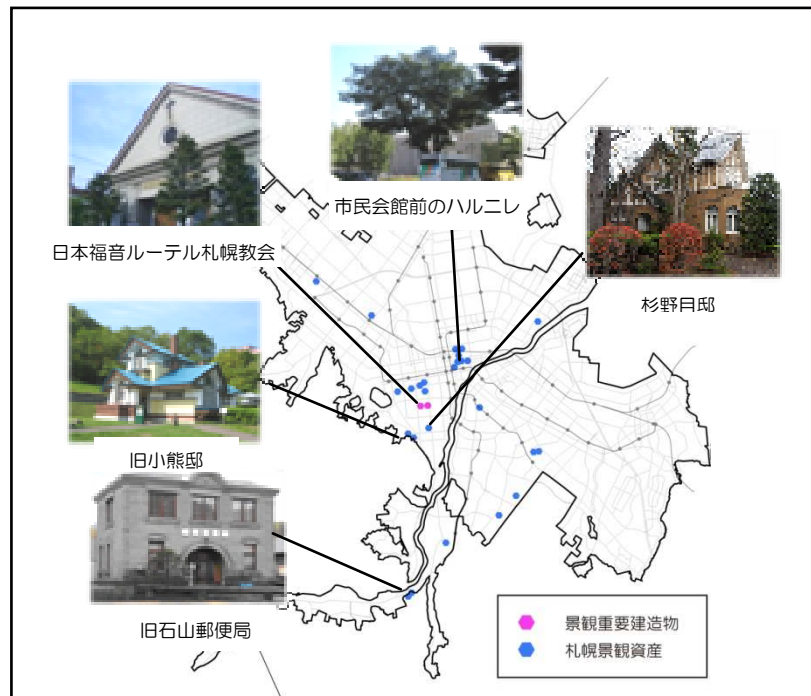 市民会館前のハルニレ
日本福音ルーテル札幌教会
杉野目邸
旧小熊邸
旧石山郵便局
景観重要建造物
札幌景観資産